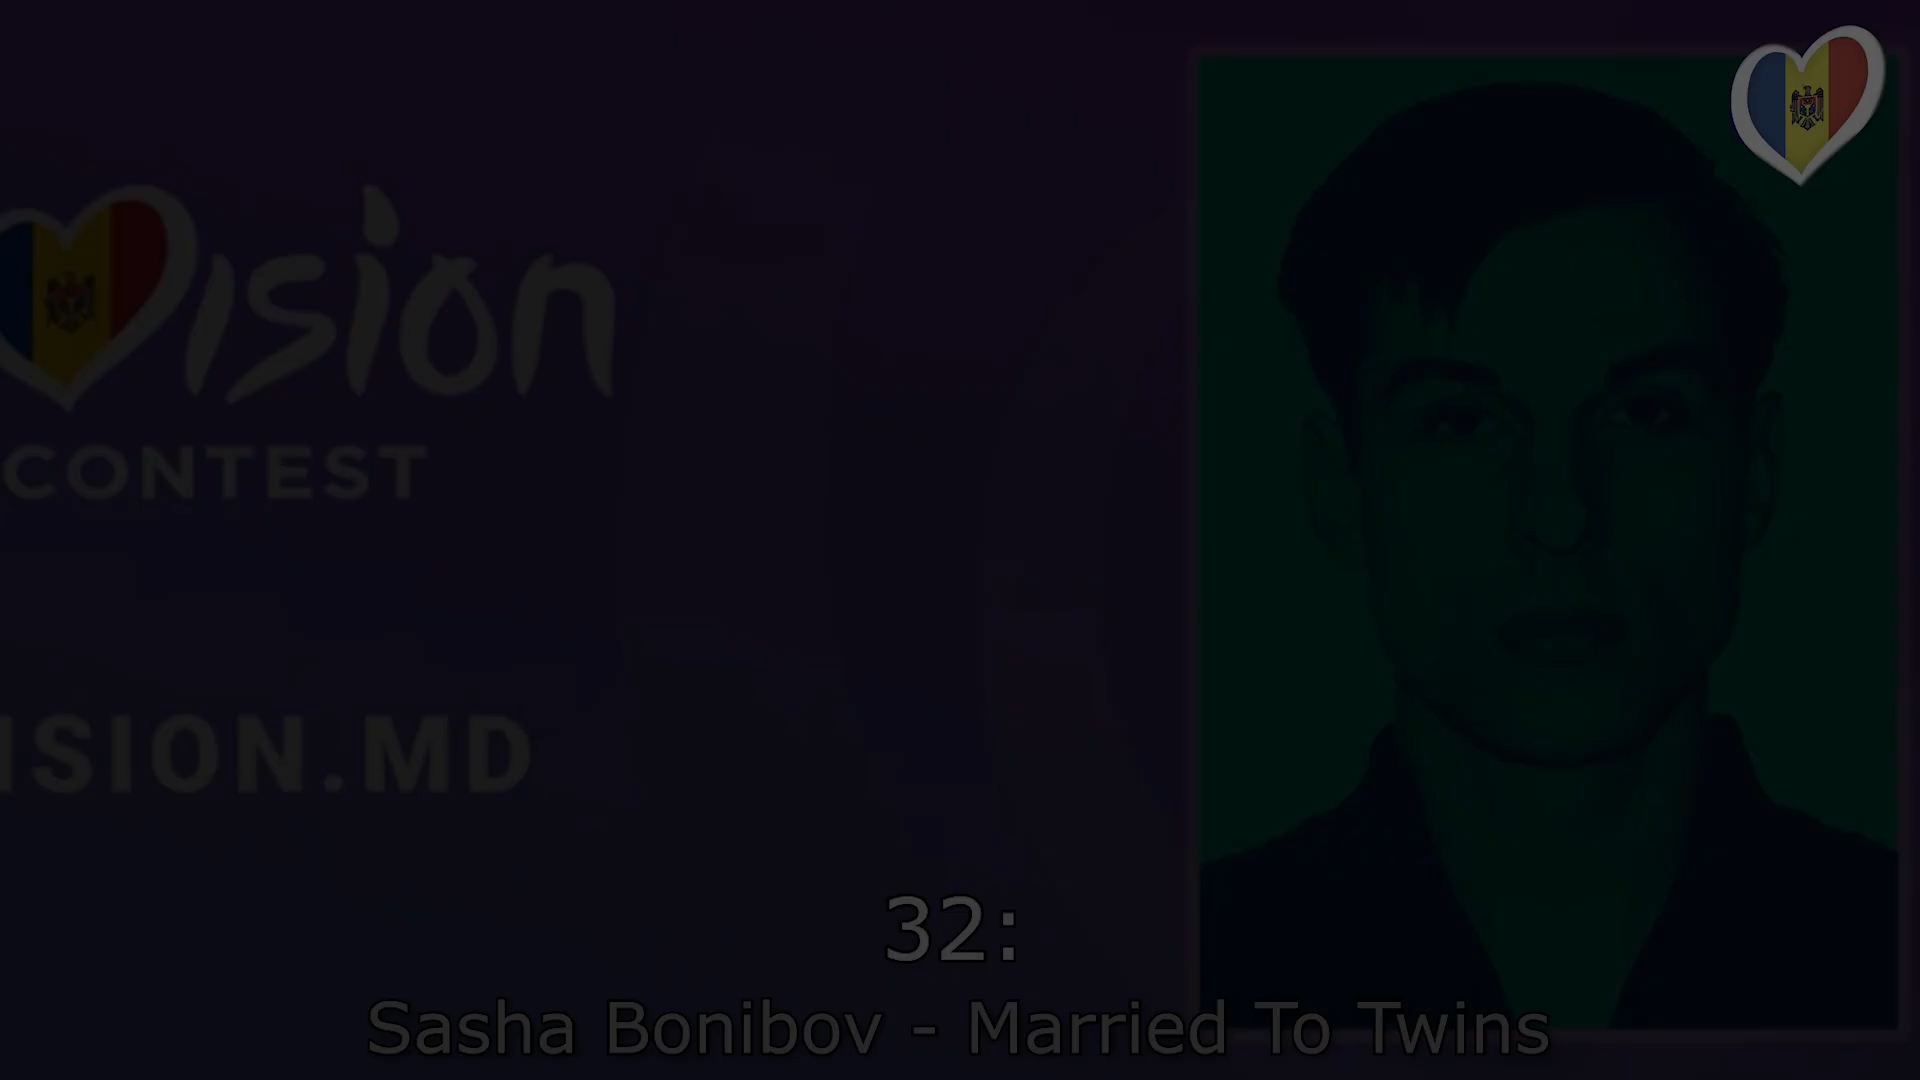 ision
CONTEST
ISION.MD
32:
Sasha Bonibov - Married To Twins